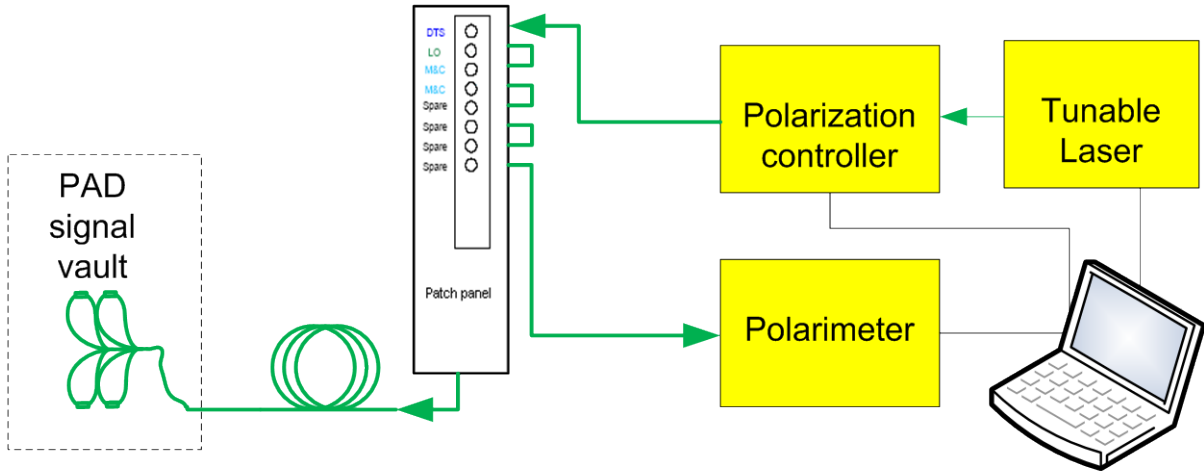 DTS
LO
M&C
M&C
Spare
Spare
Spare
Spare
Patch panel
PAD
signal
vault
Polarization
controller
Tunable
Laser
Polarimeter